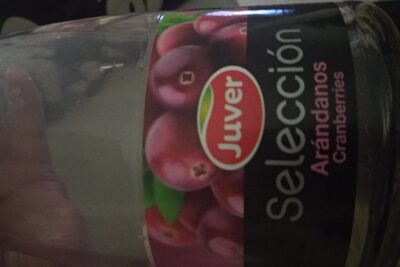 Juver
Selección
Arándanos
Cranberries